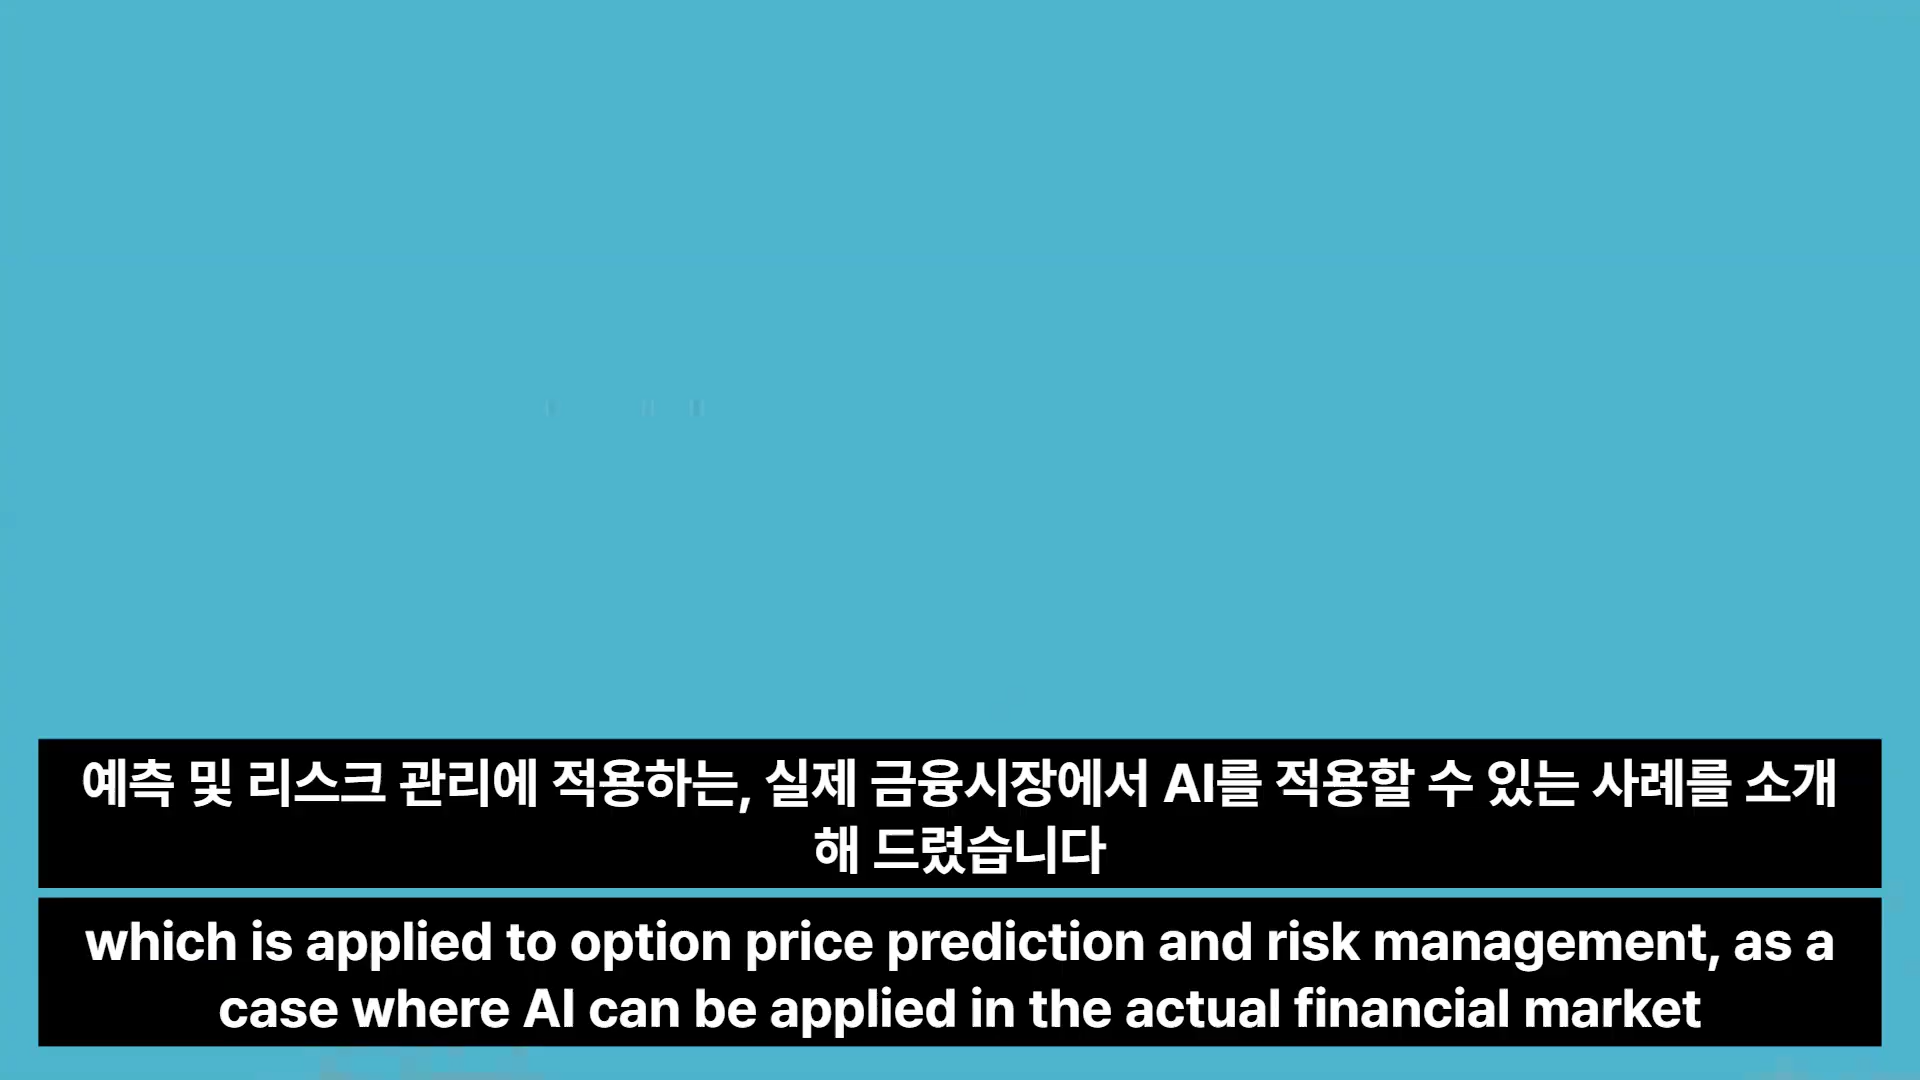 예측 및 리스크 관리에 적용하는, 실제 금융시장에서 AI를 적용할 수 있는 사례를 소개
해 드렸습니다
which is applied to option price prediction and risk management, as a
case where AI can be applied in the actual financial market